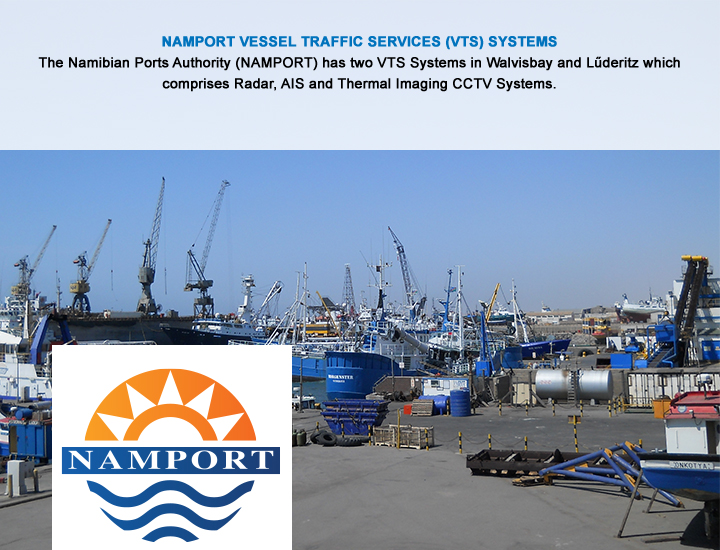 NAMPORT VESSEL TRAFFIC SERVICES (VTS) SYSTEMS
The Namibian Ports Authority (NAMPORT) has two VTS Systems in Walvisbay and Lűderitz which
comprises Radar, AIS and Thermal Imaging CCTV Systems.
NAMPORT